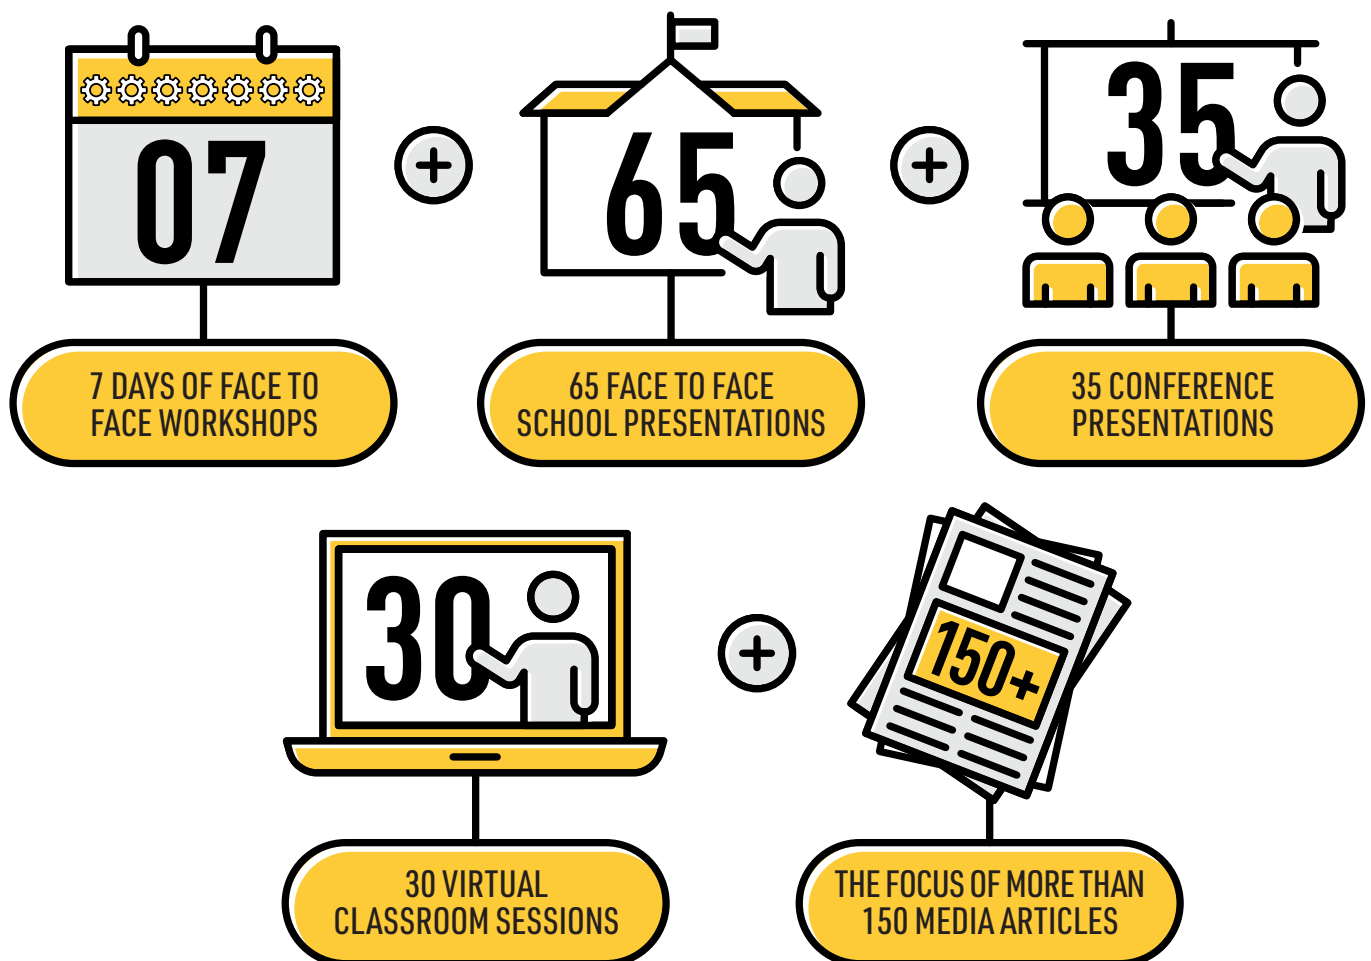 07
65
35
7 DAYS OF FACE TO
FACE WORKSHOPS
65 FACE TO FACE
SCHOOL PRESENTATIONS
35 CONFERENCE
PRESENTATIONS
30
150+
30 VIRTUAL
CLASSROOM SESSIONS
THE FOCUS OF MORE THAN
150 MEDIA ARTICLES